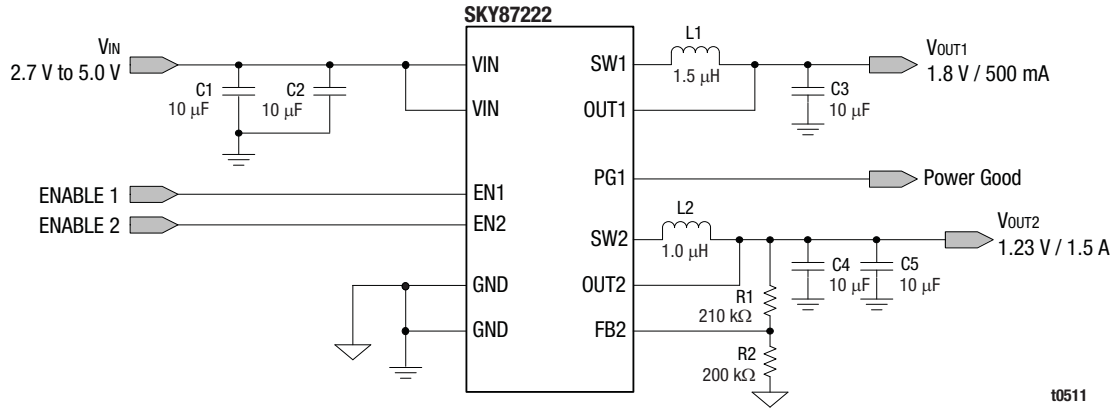 SKY87222
VIN
2.7 V to 5.0 V
C1
10 μF
C2
10 μF
VIN
VIN
SW1
OUT1
L1
1.5 μH
C3
10 μF
VOUT1
1.8 V / 500 mA
ENABLE 1
ENABLE 2
EN1
EN2
PG1
Power Good
SW2
OUT2
FB2
L2
1.0 μH
R1
210 kΩ
R2
200 kΩ
C4
10 μF
C5
10 μF
VOUT2
1.23 V / 1.5 A
GND
GND
t0511